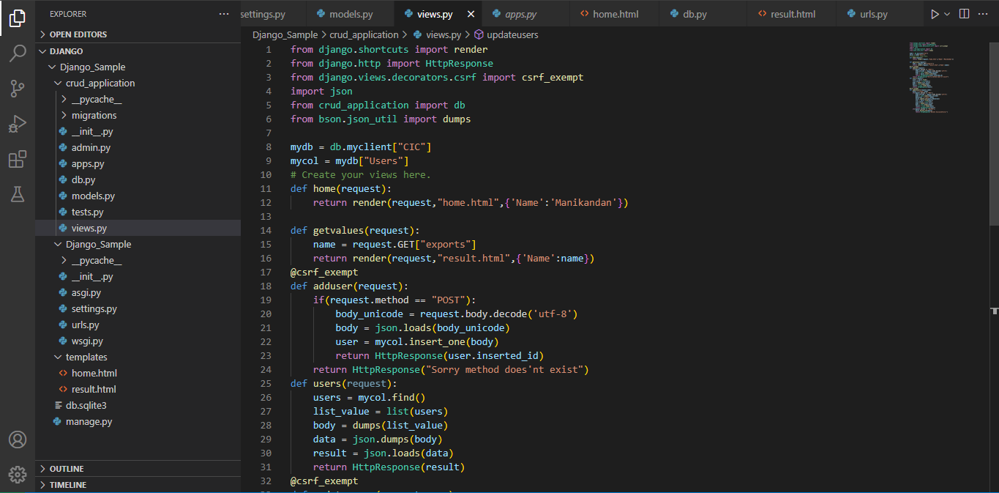 EXPLORER
OPEN EDITORS
DJANGO
Django_Sample
crud_application
__pycache__
migrations
__init__.py
admin.py
apps.py
db.py
models.py
tests.py
views.py
Django_Sample
__pycache__
__init__.py
asgi.py
settings.py
urls.py
wsgi.py
templates
home.html
result.html
db.sqlite3
manage.py
OUTLINE
TIMELINE
settings.py models.py views.py apps.py home.html db.py result.html urls.py
Django_Sample > crud_application > views.py > updateusers
1 from django.shortcuts import render
2 from django.http import HttpResponse
3 from django.views.decorators.csrf import csrf_exempt
4 import json
5 from crud_application import db
6 from bson.json_util import dumps
7
8 mydb = db.myclient["CIC"]
9 mycol = mydb["Users"]
10 # Create your views here.
11 def home(request):
12     return render(request,"home.html",{'Name':'Manikandan'})
13
14 def getvalues(request):
15     name = request.GET["exports"]
16     return render(request,"result.html",{'Name':name})
17 @csrf_exempt
18 def adduser(request):
19     if(request.method == "POST"):
20         body_unicode = request.body.decode('utf-8')
21         body = json.loads(body_unicode)
22         user = mycol.insert_one(body)
23         return HttpResponse(user.inserted_id)
24     return HttpResponse("Sorry method does'nt exist")
25 def users(request):
26     users = mycol.find()
27     list_value = list(users)
28     body = dumps(list_value)
29     data = json.dumps(body)
30     result = json.loads(data)
31     return HttpResponse(result)
32 @csrf_exempt